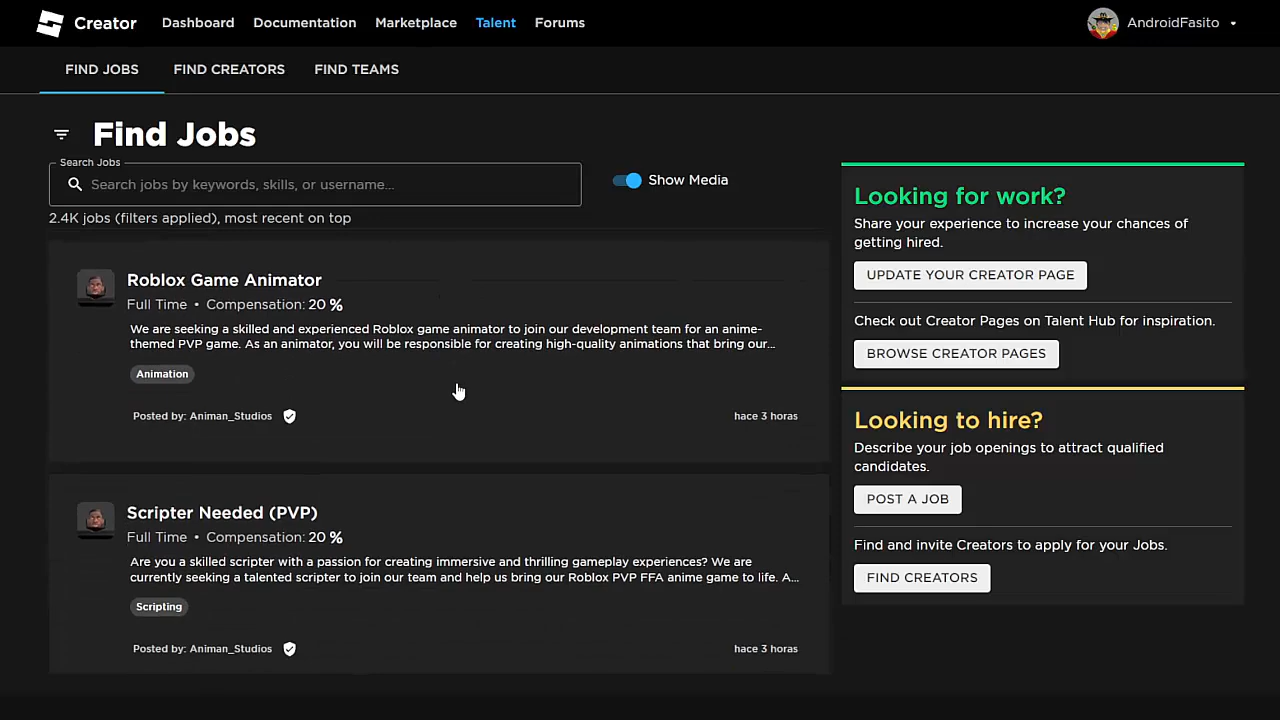 Creator Dashboard Documentation Marketplace Talent Forums AndroidFasito
FIND JOBS FIND CREATORS FIND TEAMS
Find Jobs
Search Jobs
Search jobs by keywords, skills, or username...
Show Media
2.4K jobs (filters applied), most recent on top
Roblox Game Animator
Full Time • Compensation: 20 %
We are seeking a skilled and experienced Roblox game animator to join our development team for an anime-
themed PVP game. As an animator, you will be responsible for creating high-quality animations that bring our...
Animation
Posted by: Animan_Studios hace 3 horas
Scripter Needed (PVP)
Full Time • Compensation: 20 %
Are you a skilled scripter with a passion for creating immersive and thrilling gameplay experiences? We are
currently seeking a talented scripter to join our team and help us bring our Roblox PVP FFA anime game to life. A...
Scripting
Posted by: Animan_Studios hace 3 horas
Looking for work?
Share your experience to increase your chances of
getting hired.
UPDATE YOUR CREATOR PAGE
Check out Creator Pages on Talent Hub for inspiration.
BROWSE CREATOR PAGES
Looking to hire?
Describe your job openings to attract qualified
candidates.
POST A JOB
Find and invite Creators to apply for your Jobs.
FIND CREATORS